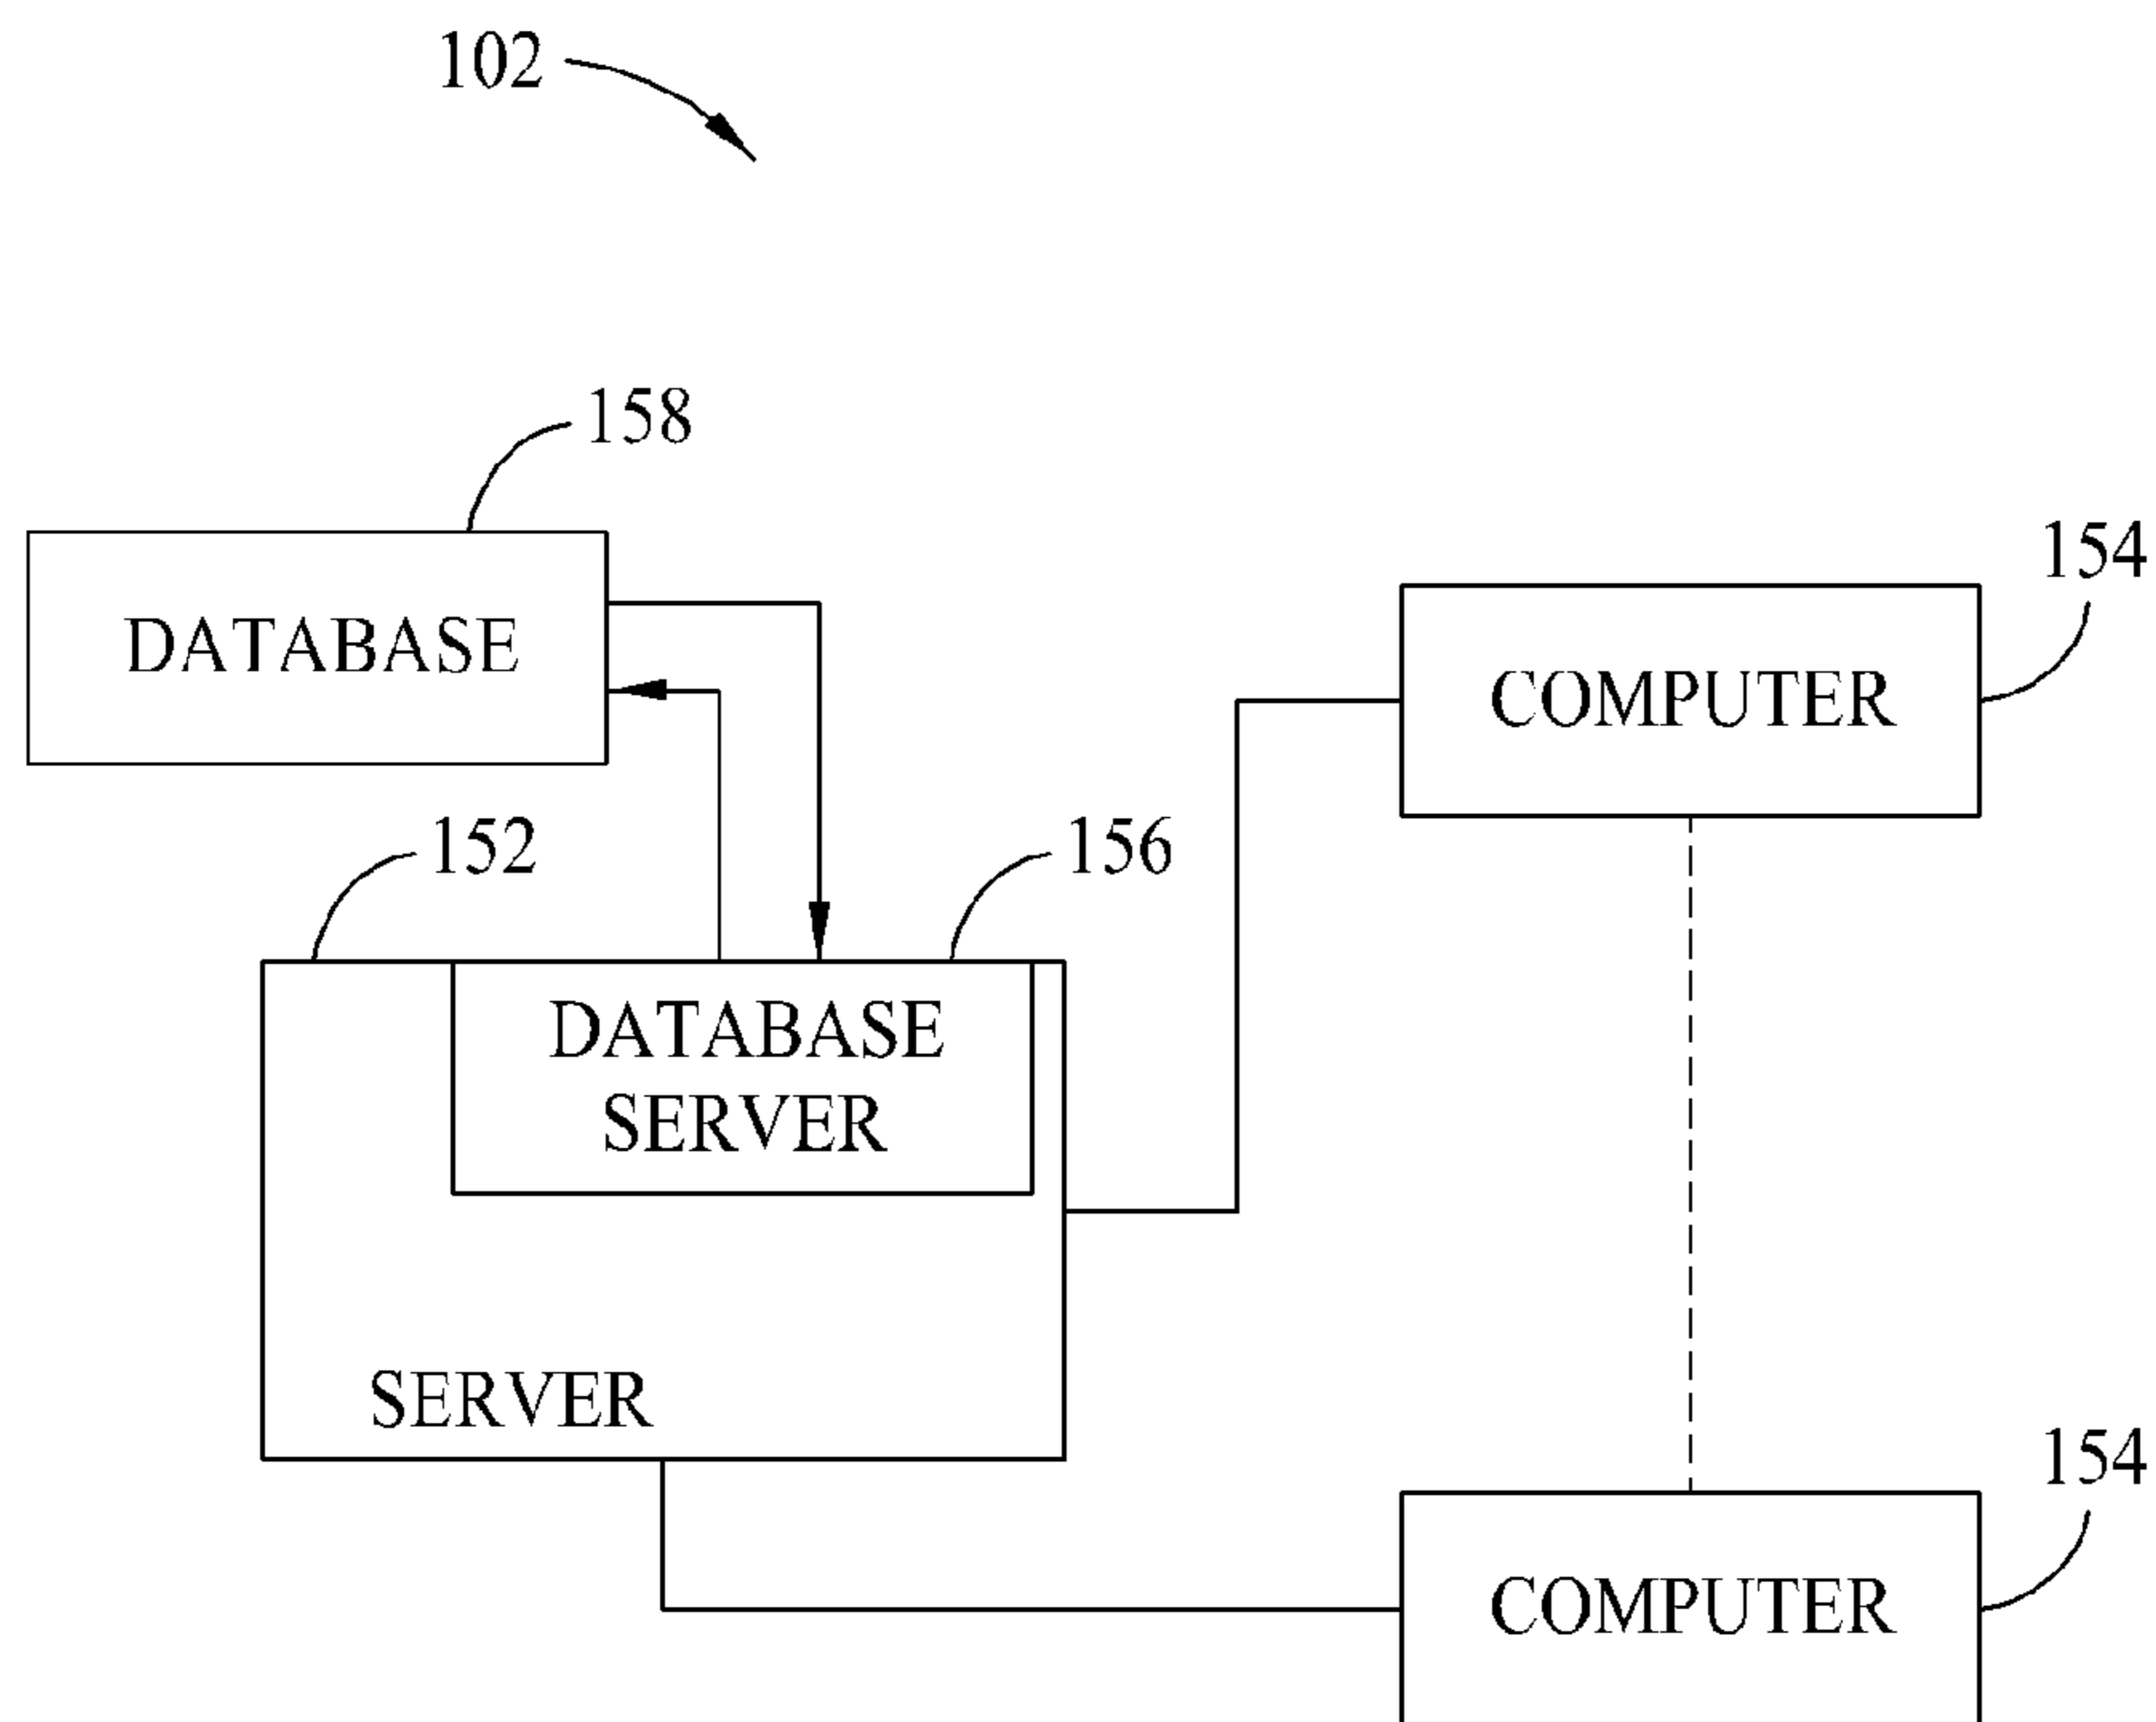 102
158
DATABASE
154
COMPUTER
152
156
DATABASE
SERVER
SERVER
154
COMPUTER